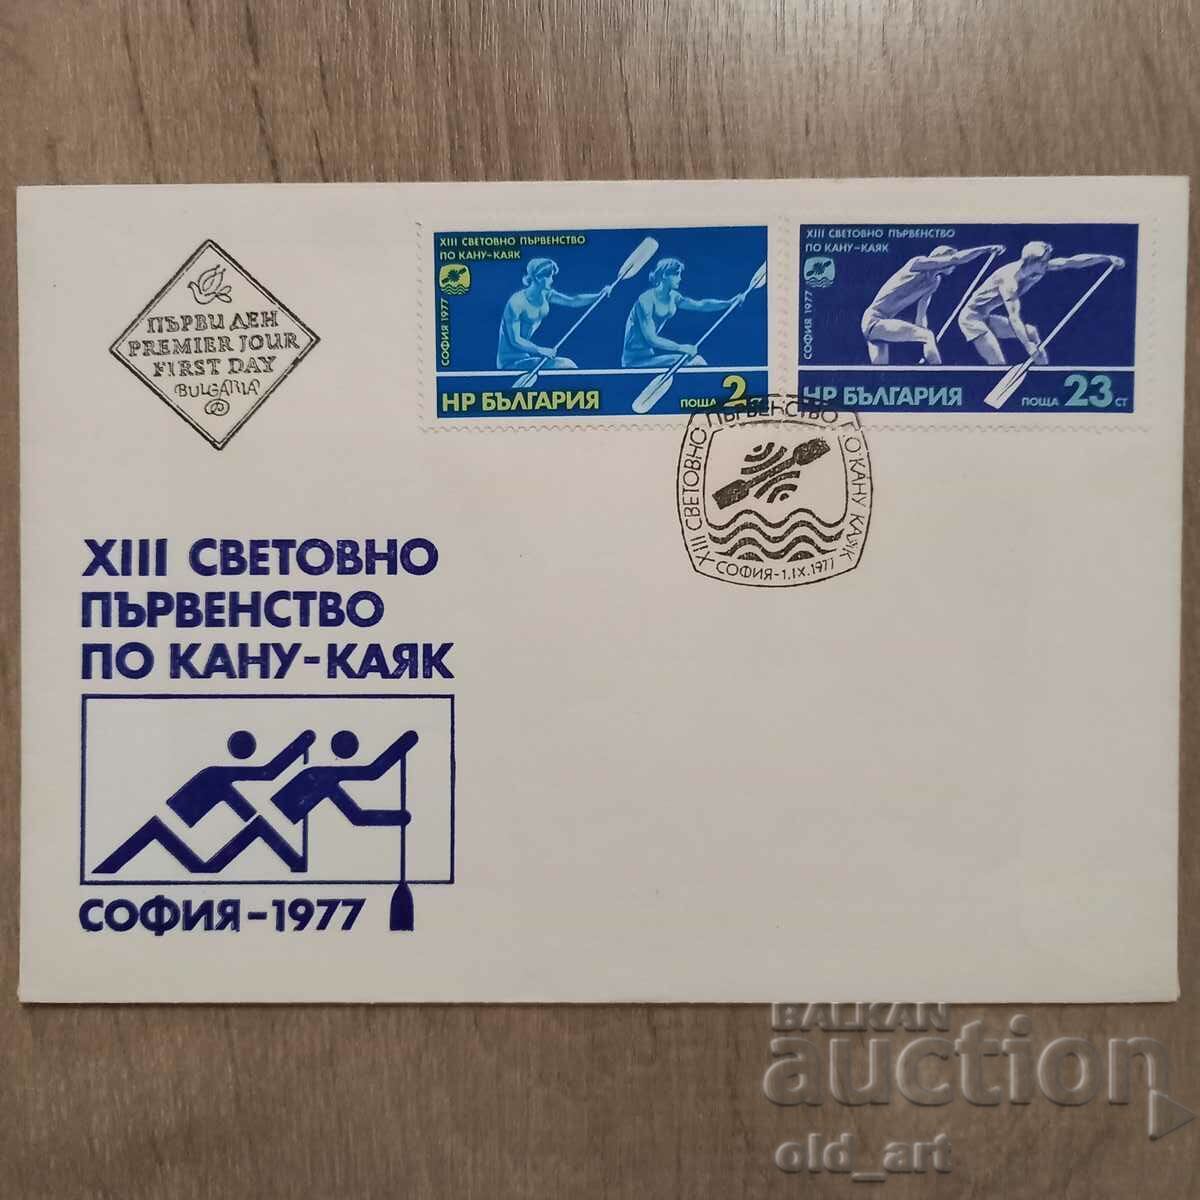 ПЪРВИ ДЕН
PREMIER JOUR
FIRST DAY
BULGARIA
XIII СВЕТОВНО ПЪРВЕНСТВО
ПО КАНУ-КАЯК
СОФИЯ 1977
НР БЪЛГАРИЯ
ПОЩА 2
XIII СВЕТОВНО ПЪРВЕНСТВО
ПО КАНУ-КАЯК
СОФИЯ 1977
НР БЪЛГАРИЯ
ПОЩА 23 СТ
XIII СВЕТОВНО ПЪРВЕНСТВО ПО КАНУ КАЯК
СОФИЯ-1.IX.1977
XIII СВЕТОВНО
ПЪРВЕНСТВО
ПО КАНУ-КАЯК
СОФИЯ-1977
BALKAN
auction
old_art